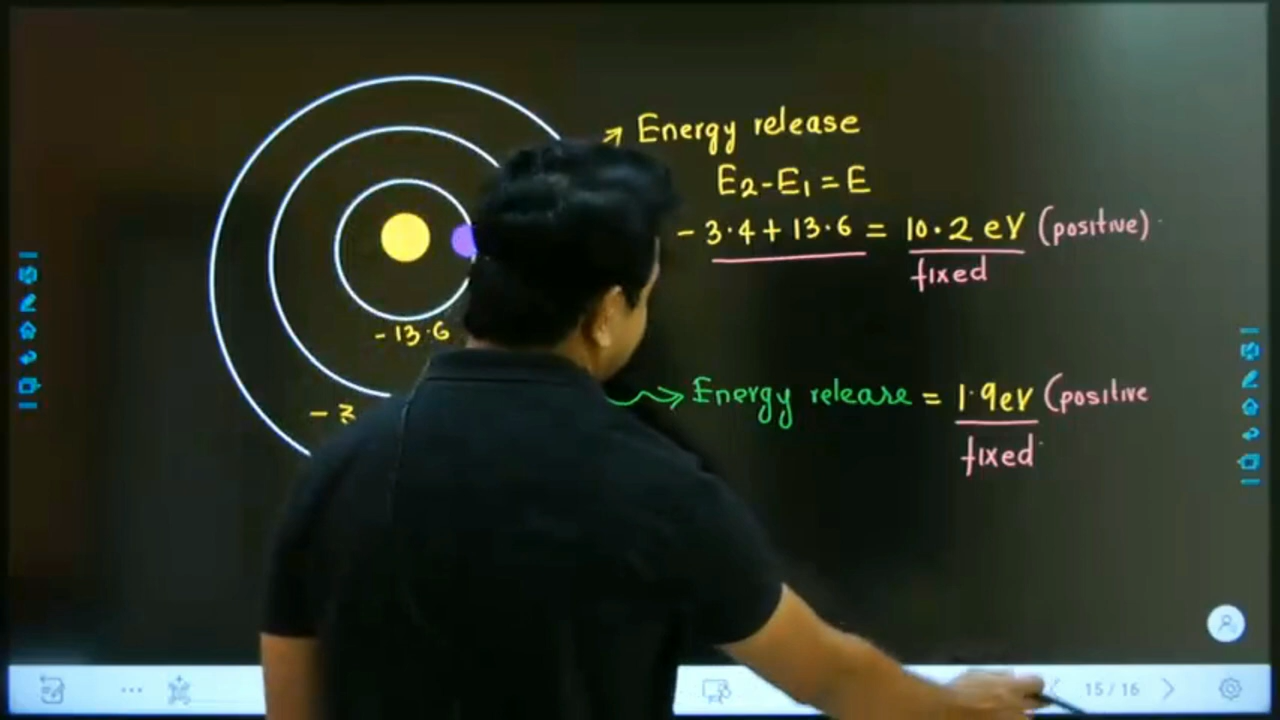 → Energy release
E₂-E₁ = E
-3.4 + 13.6 = 10.2 eV (positive)
fixed
-13.6
→ Energy release = 1.9eV (positive
-3
fixed
15/16